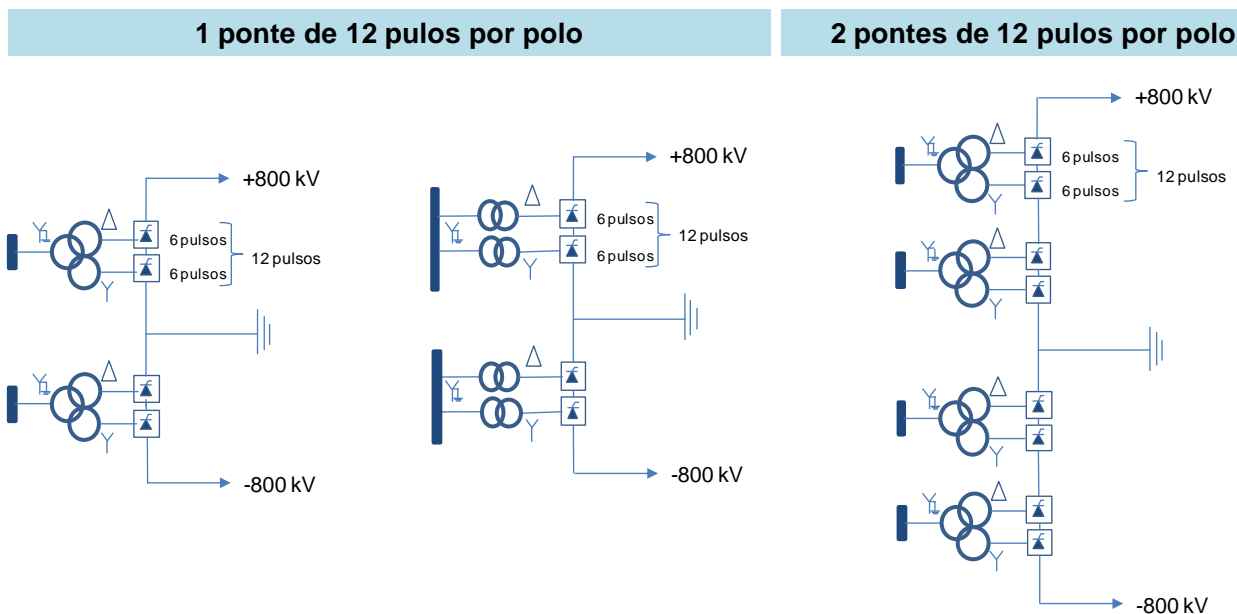 1 ponte de 12 pulos por polo
+800 kV
6 pulsos
6 pulsos
12 pulsos
-800 kV
+800 kV
6 pulsos
6 pulsos
12 pulsos
-800 kV
2 pontes de 12 pulos por polo
+800 kV
6 pulsos
6 pulsos
12 pulsos
-800 kV